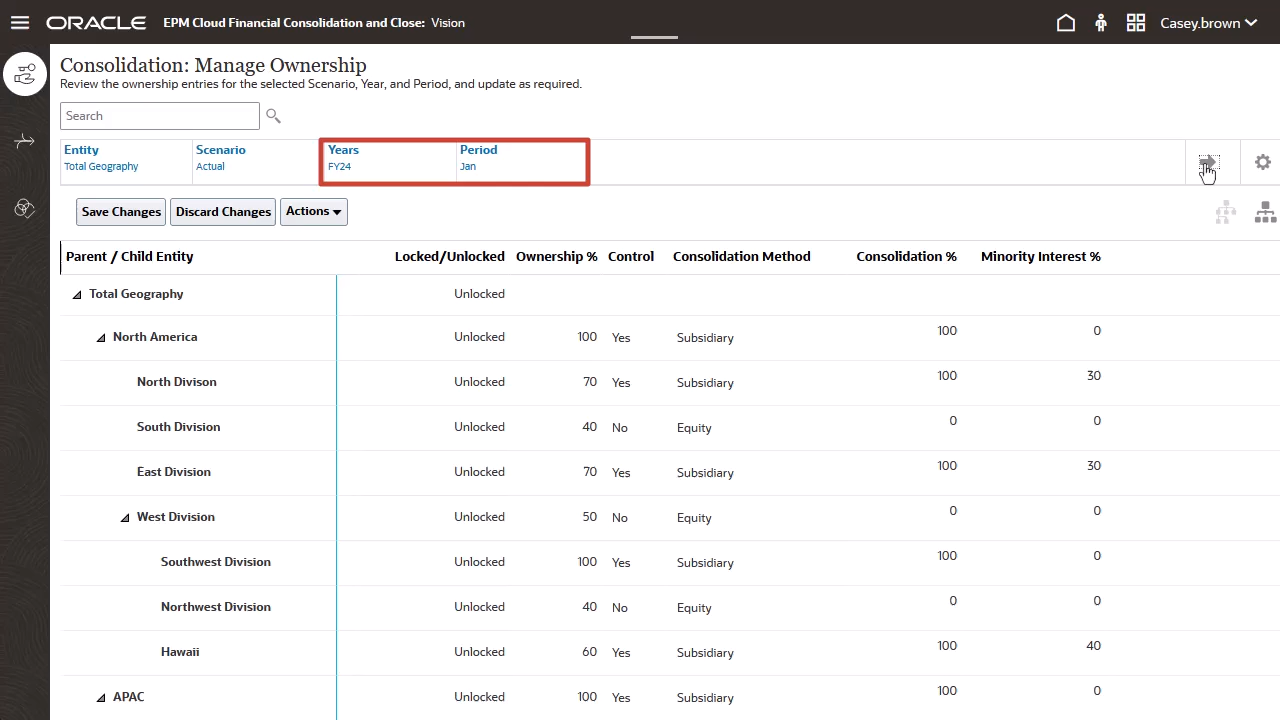 ORACLE EPM Cloud Financial Consolidation and Close: Vision Casey.brown
Consolidation: Manage Ownership
Review the ownership entries for the selected Scenario, Year, and Period, and update as required.
Search
Entity Scenario Years Period
Total Geography Actual FY24 Jan
Save Changes Discard Changes Actions
Parent / Child Entity Locked/Unlocked Ownership % Control Consolidation Method Consolidation % Minority Interest %
Total Geography Unlocked
North America Unlocked 100 Yes Subsidiary 100 0
North Divison Unlocked 70 Yes Subsidiary 100 30
South Division Unlocked 40 No Equity 0 0
East Division Unlocked 70 Yes Subsidiary 100 30
West Division Unlocked 50 No Equity 0 0
Southwest Division Unlocked 100 Yes Subsidiary 100 0
Northwest Division Unlocked 40 No Equity 0 0
Hawaii Unlocked 60 Yes Subsidiary 100 40
APAC Unlocked 100 Yes Subsidiary 100 0